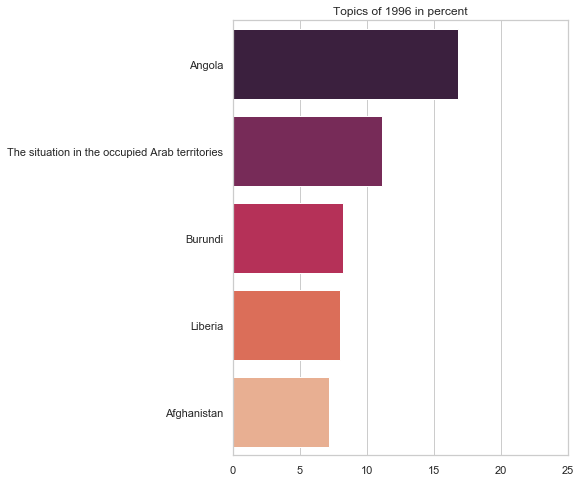 Topics of 1996 in percent
Angola
The situation in the occupied Arab territories
Burundi
Liberia
Afghanistan
0 5 10 15 20 25